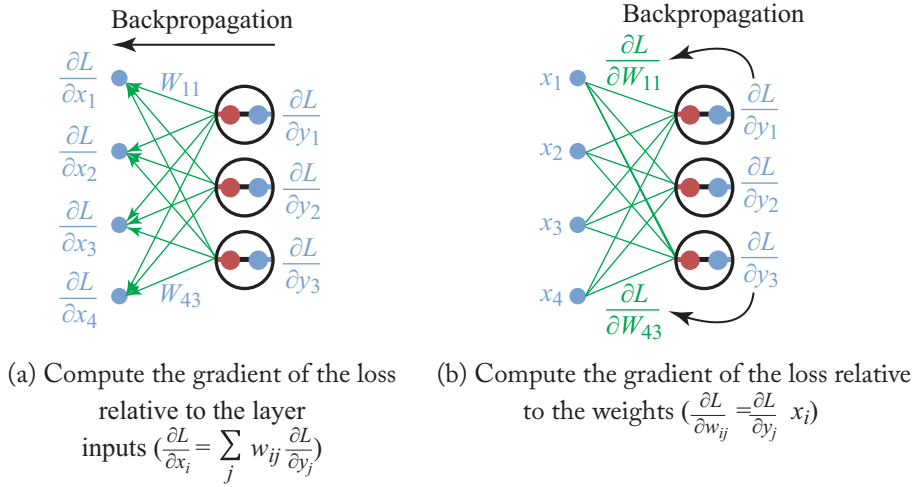 Backpropagation
∂L/∂x₁
W₁₁
∂L/∂y₁
∂L/∂x₂
∂L/∂y₂
∂L/∂x₃
∂L/∂y₃
∂L/∂x₄
W₄₃
(a) Compute the gradient of the loss
relative to the layer
inputs (∂L/∂xᵢ = ∑ⱼ wᵢⱼ ∂L/∂yⱼ)
Backpropagation
∂L/∂W₁₁
x₁
∂L/∂y₁
x₂
∂L/∂y₂
x₃
∂L/∂y₃
x₄
∂L/∂W₄₃
(b) Compute the gradient of the loss relative
to the weights (∂L/∂wᵢⱼ = ∂L/∂yⱼ xᵢ)